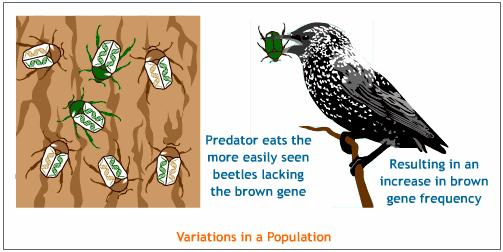 Predator eats the
more easily seen
beetles lacking
the brown gene
Resulting in an
increase in brown
gene frequency
Variations in a Population